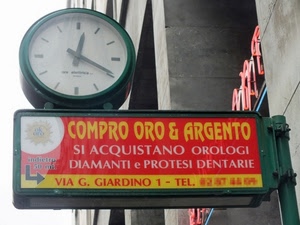 COMPRO ORO & ARGENTO
SI ACQUISTANO OROLOGI
DIAMANTI e PROTESI DENTARIE
VIA G. GIARDINO 1 - TEL.